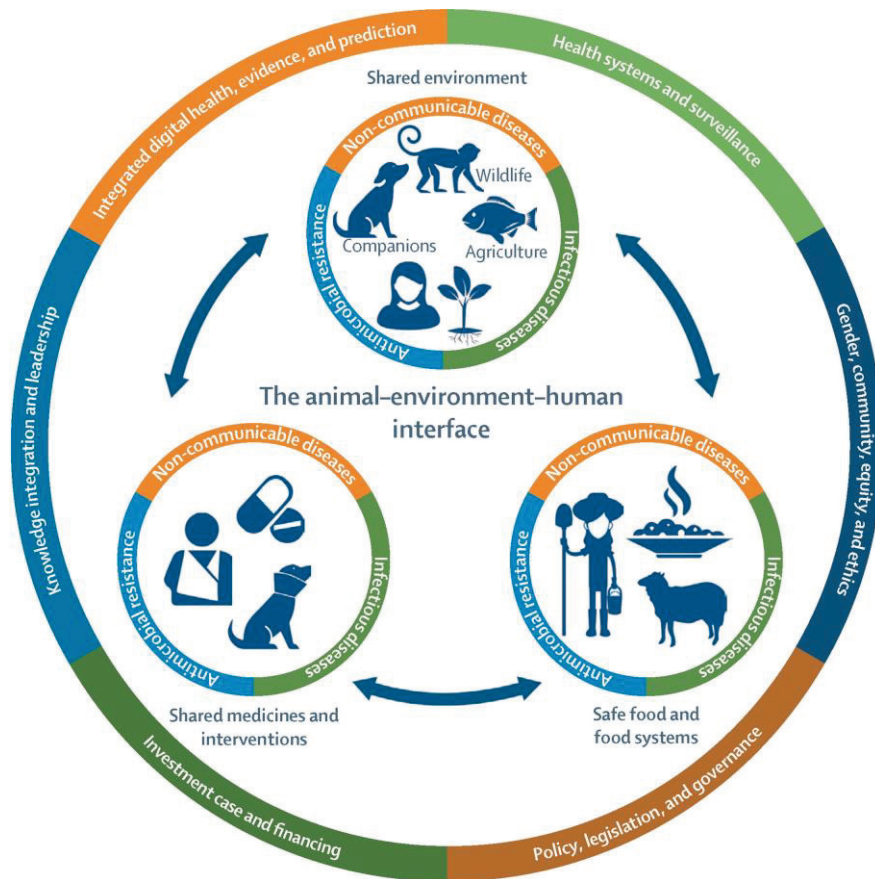 Integrated digital health, evidence, and prediction
Health systems and surveillance
Shared environment
Non-communicable diseases
Wildlife
Companions
Agriculture
Antimicrobial resistance
Infectious diseases
Knowledge integration and leadership
Gender, community, equity, and ethics
The animal–environment–human
interface
Non-communicable diseases
Antimicrobial resistance
Infectious diseases
Shared medicines and
interventions
Non-communicable diseases
Antimicrobial resistance
Infectious diseases
Safe food and
food systems
Investment case and financing
Policy, legislation, and governance